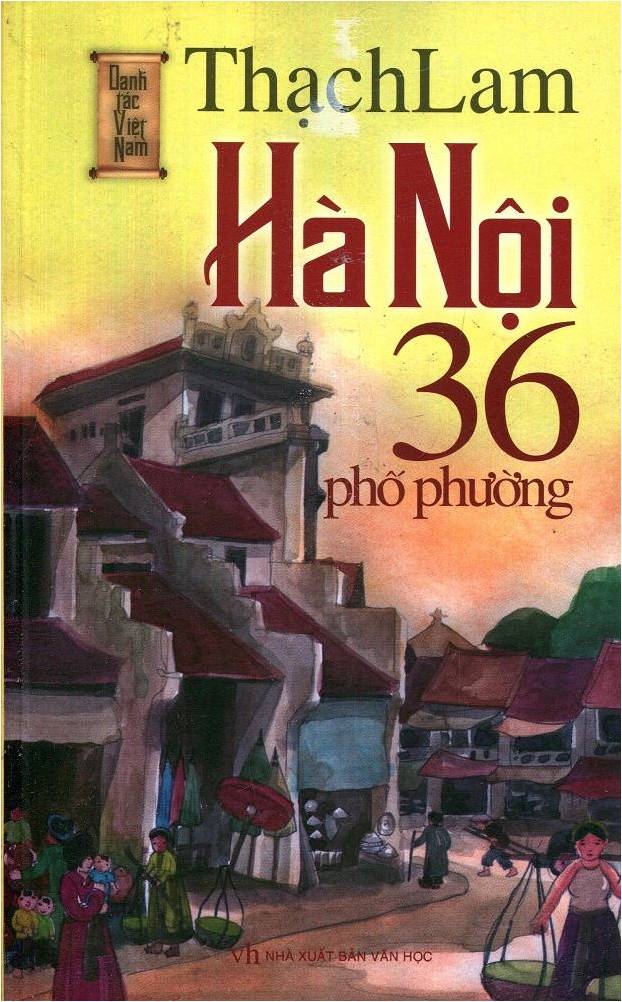 Danh
tác
Việt
Nam
ThạchLam
Hà Nội
36
phố phường
vh NHÀ XUẤT BẢN VĂN HỌC